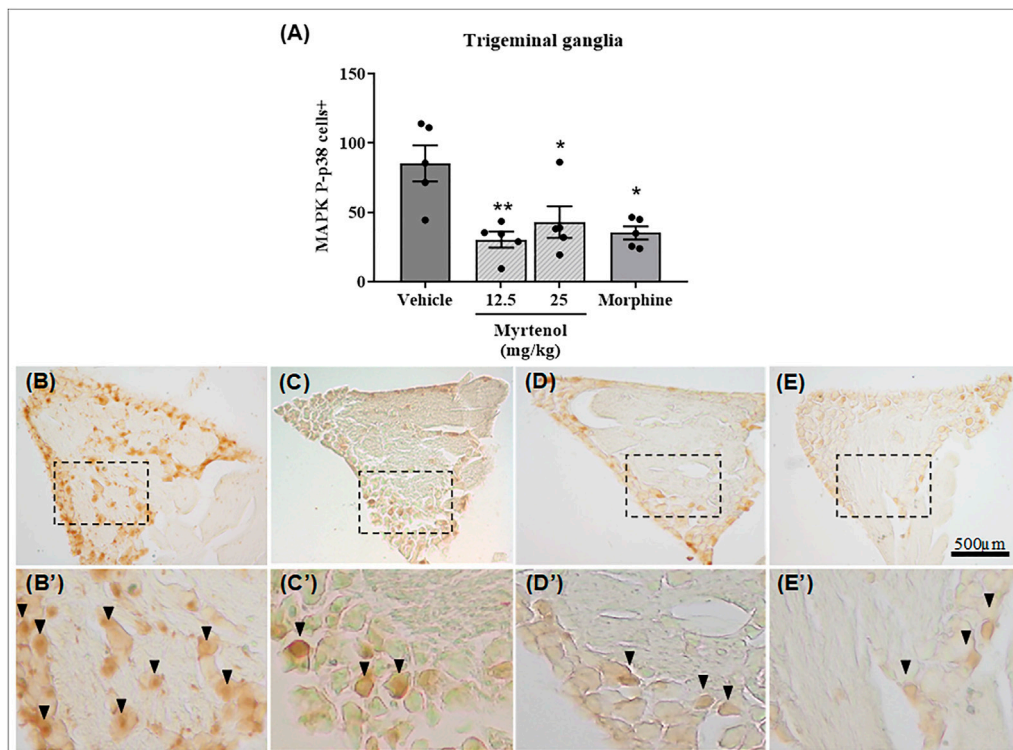 (A)
Trigeminal ganglia
MAPK P-p38 cells+
150
100
50
0
**
*
*
Vehicle
12.5
25
Morphine
Myrtenol
(mg/kg)
(B)
(C)
(D)
(E)
500µm
(B')
(C')
(D')
(E')